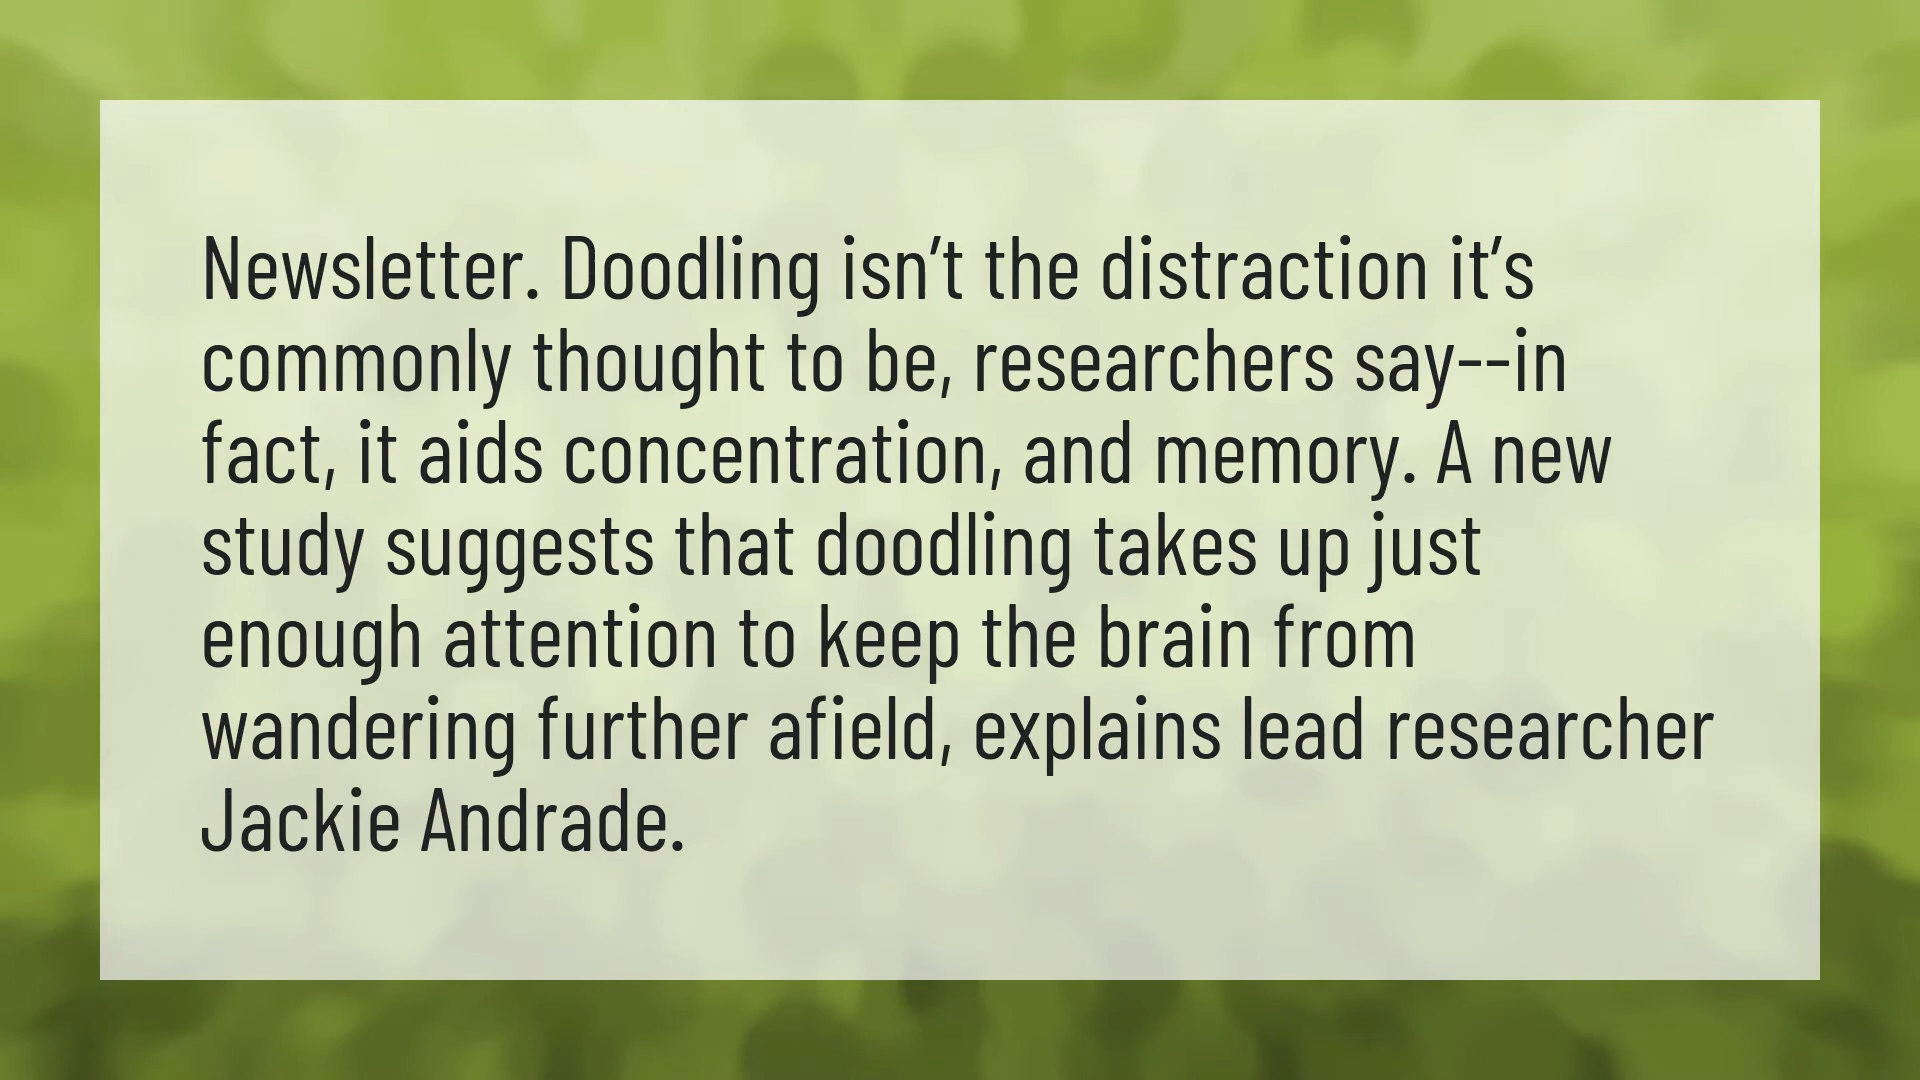 Newsletter. Doodling isn’t the distraction it’s
commonly thought to be, researchers say--in
fact, it aids concentration, and memory. A new
study suggests that doodling takes up just
enough attention to keep the brain from
wandering further afield, explains lead researcher
Jackie Andrade.